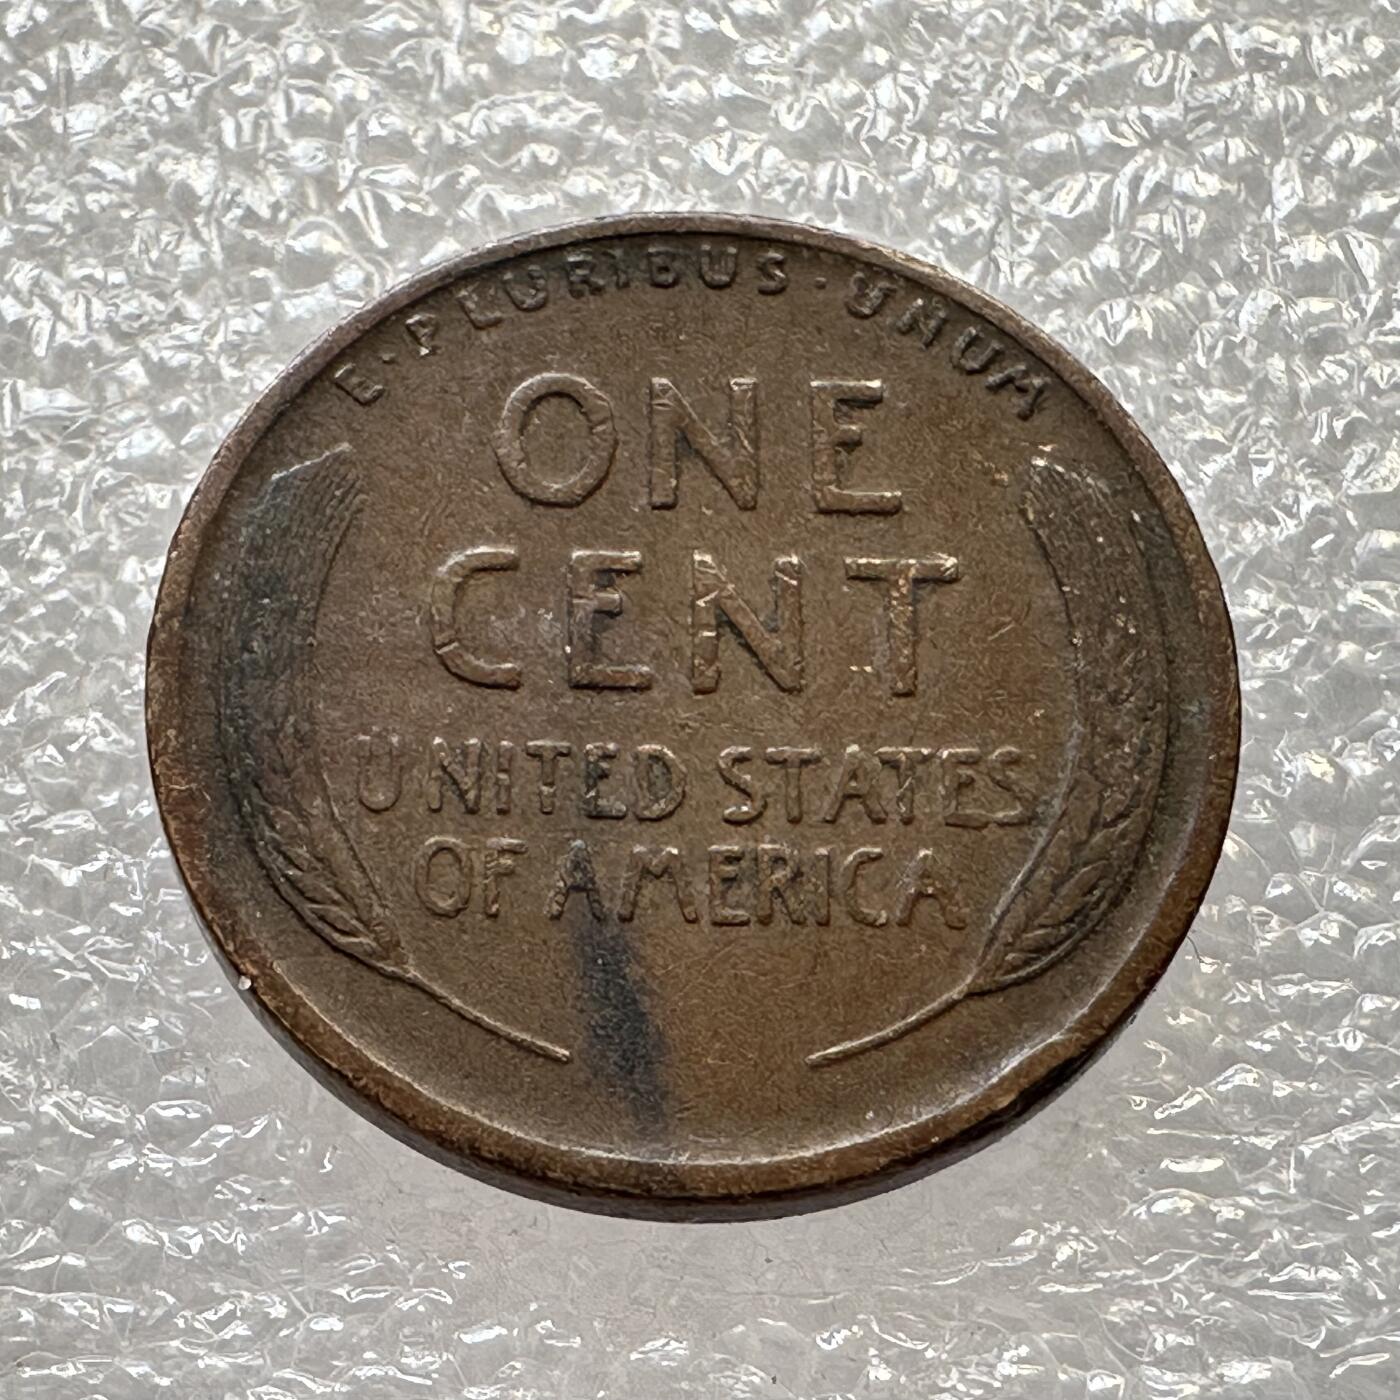 E·PLURIBUS·UNUM
ONE
CENT
UNITED STATES
OF AMERICA